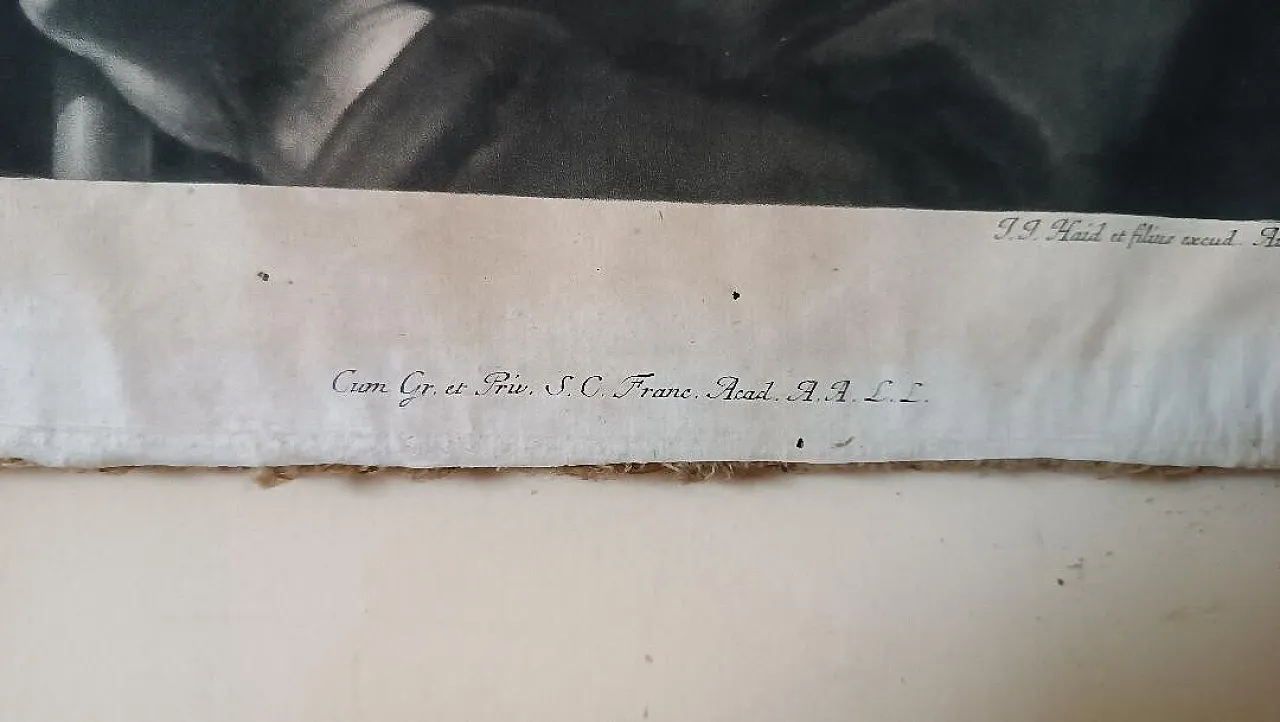 J. J. Haid et filius excud. A
Cum Gr. et Priv. S. C. Franc. Acad. A. A. L. L.